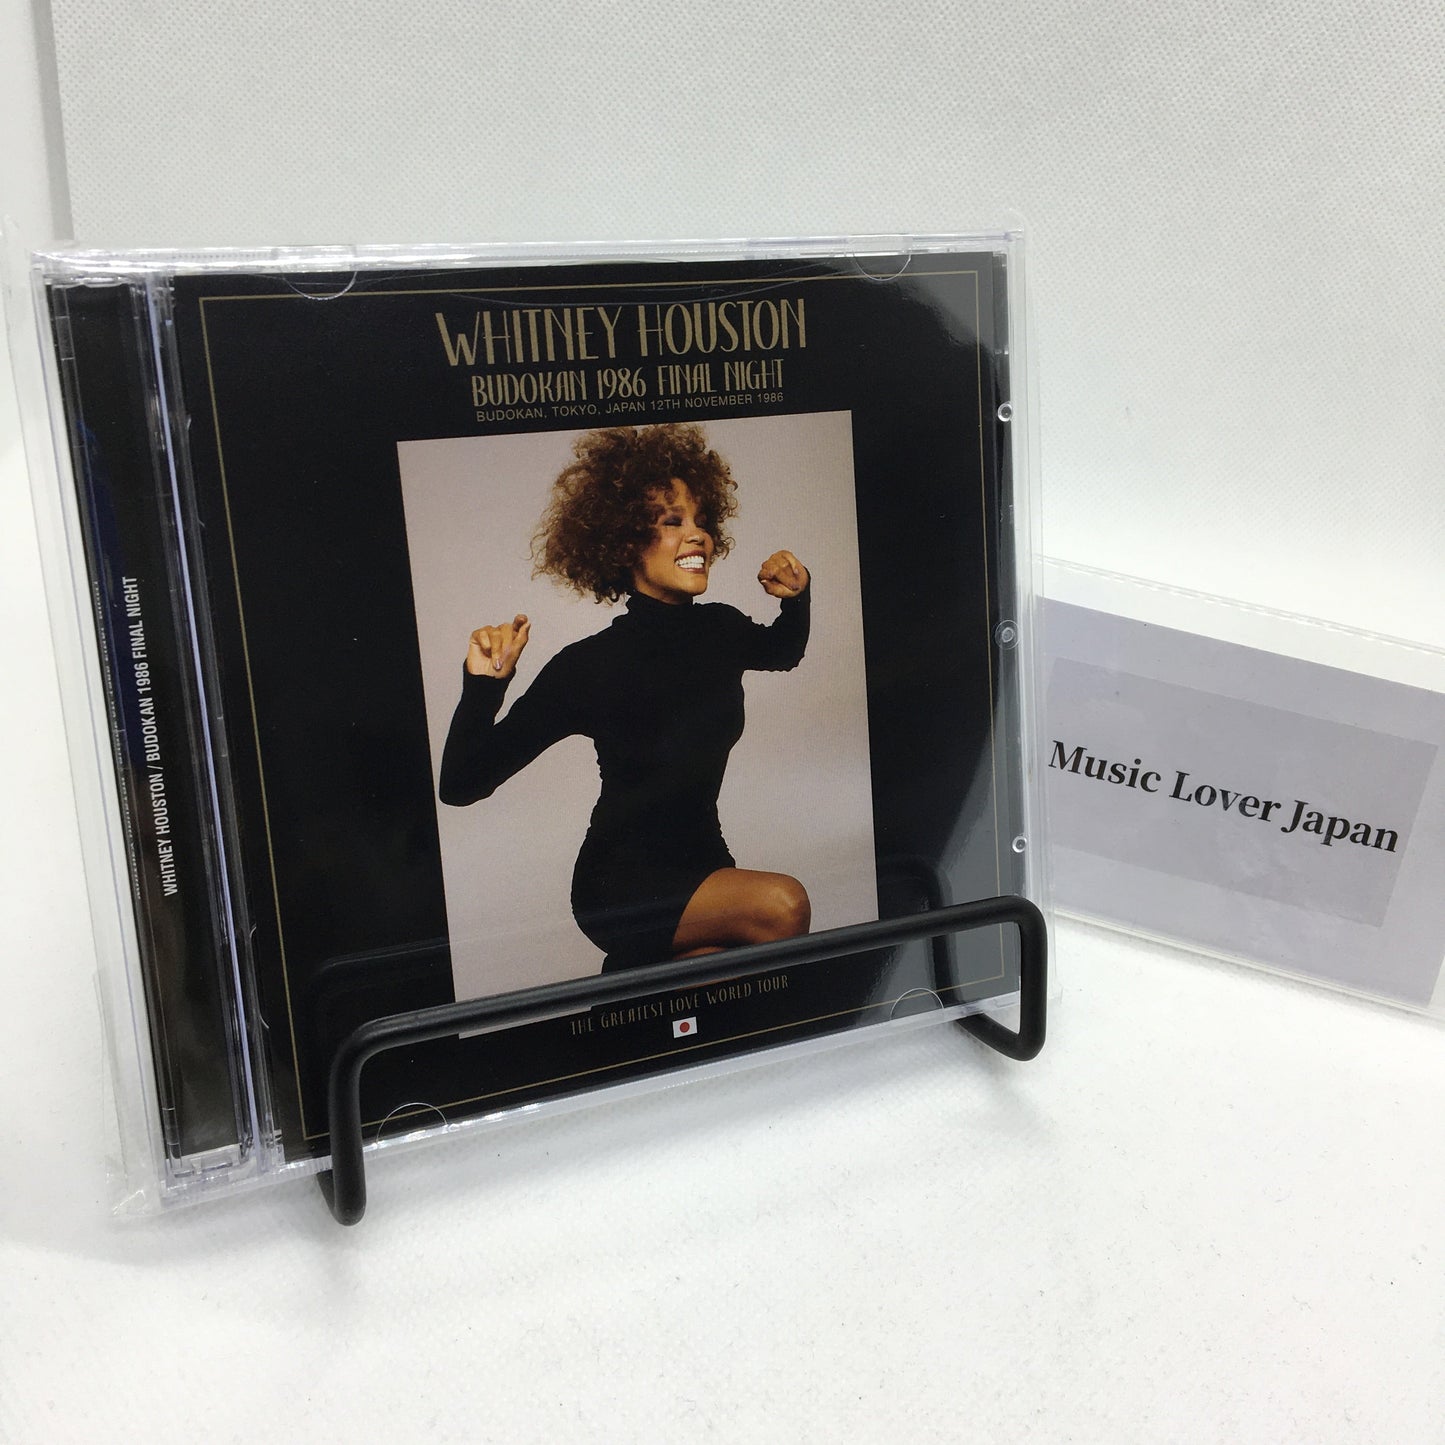 WHITNEY HOUSTON
BUDOKAN 1986 FINAL NIGHT
BUDOKAN, TOKYO, JAPAN 12TH NOVEMBER 1986
THE GREATEST LOVE WORLD TOUR
WHITNEY HOUSTON / BUDOKAN 1986 FINAL NIGHT
Music Lover Japan